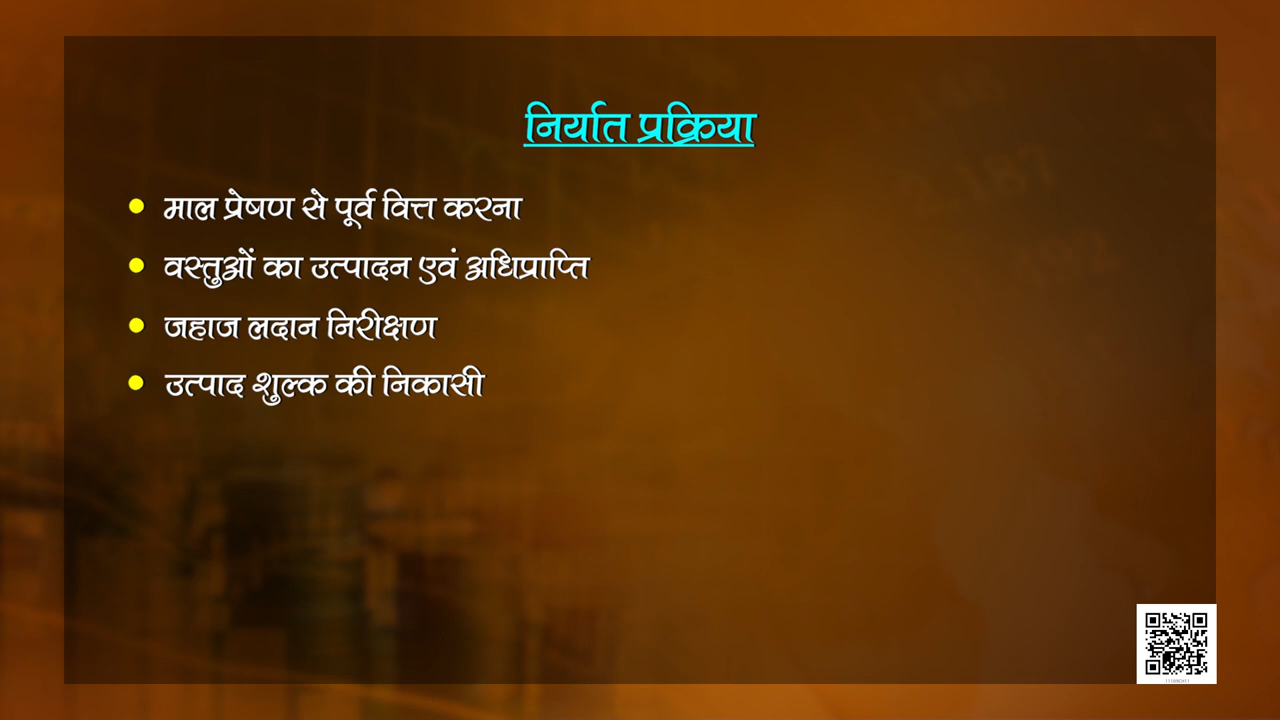 निर्यात प्रक्रिया
माल प्रेषण से पूर्व वित्त करना
वस्तुओं का उत्पादन एवं अधिप्राप्ति
जहाज लदान निरीक्षण
उत्पाद शुल्क की निकासी